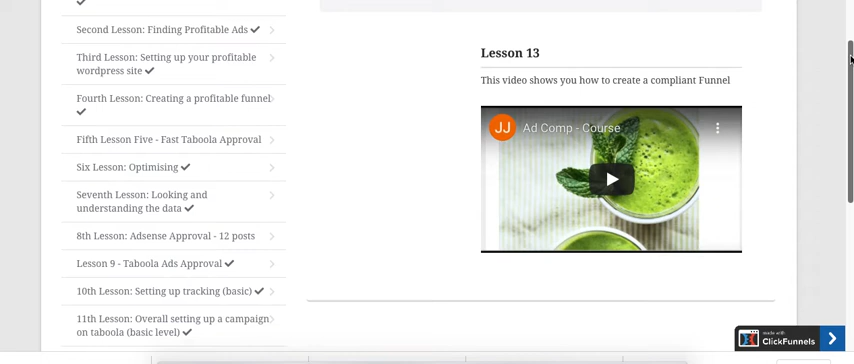 Second Lesson: Finding Profitable Ads ✔
Third Lesson: Setting up your profitable
wordpress site ✔
Fourth Lesson: Creating a profitable funnel
✔
Fifth Lesson Five - Fast Taboola Approval
Six Lesson: Optimising ✔
Seventh Lesson: Looking and
understanding the data ✔
8th Lesson: Adsense Approval - 12 posts
Lesson 9 - Taboola Ads Approval ✔
10th Lesson: Setting up tracking (basic) ✔
11th Lesson: Overall setting up a campaign
on taboola (basic level) ✔
Lesson 13
This video shows you how to create a compliant Funnel
JJ Ad Comp - Course
made with
ClickFunnels